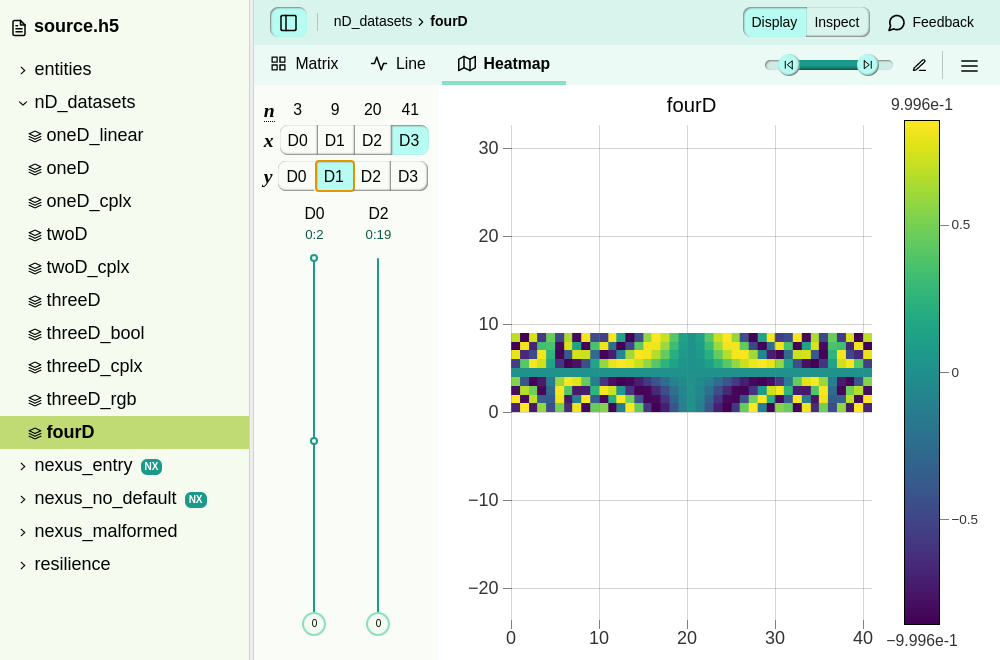 source.h5
entities
nD_datasets
oneD_linear
oneD
oneD_cplx
twoD
twoD_cplx
threeD
threeD_bool
threeD_cplx
threeD_rgb
fourD
nexus_entry NX
nexus_no_default NX
nexus_malformed
resilience
nD_datasets > fourD
Display Inspect
Feedback
Matrix Line Heatmap
n 3 9 20 41
x D0 D1 D2 D3
y D0 D1 D2 D3
D0 D2
0:2 0:19
0 0
fourD
30
20
10
0
−10
−20
0 10 20 30 40
9.996e-1
0.5
0
−0.5
−9.996e-1